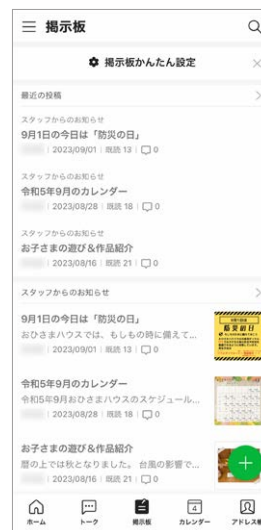 掲示板
掲示板かんたん設定
最近の投稿
スタッフからのお知らせ
9月1日の今日は「防災の日」
2023/09/01 | 既読 13 | 0
スタッフからのお知らせ
令和5年9月のカレンダー
2023/08/28 | 既読 18 | 0
スタッフからのお知らせ
お子さまの遊び&作品紹介
2023/08/16 | 既読 21 | 0
スタッフからのお知らせ
9月1日の今日は「防災の日」
おひさまハウスでは、もしもの時に備えて...
2023/09/01 | 既読 13 | 0
防災の日
令和5年9月のカレンダー
令和5年9月おひさまハウスのスケジュール...
2023/08/28 | 既読 18 | 0
お子さまの遊び&作品紹介
暦の上では秋となりました。 台風の影響で...
2023/08/16 | 既読 21 | 0
ホーム
トーク
掲示板
4
カレンダー
アドレス帳